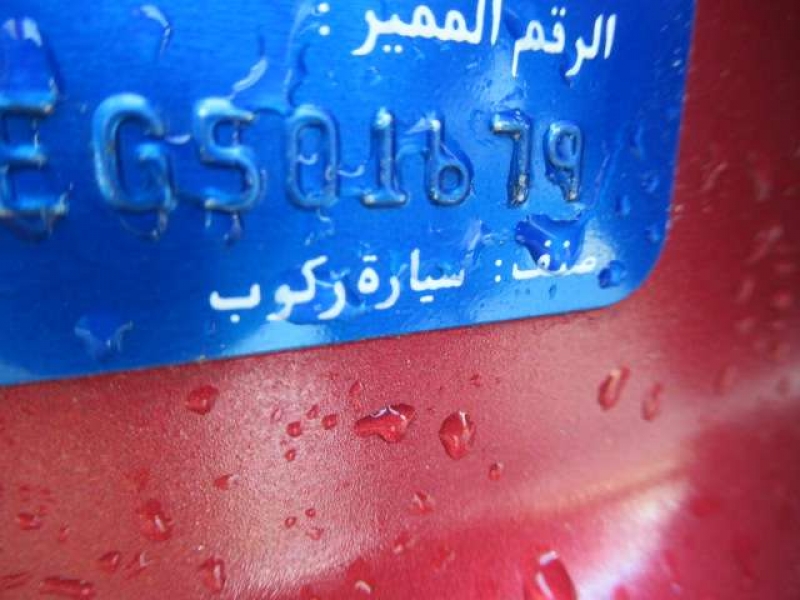 الرقم المميز :
EGS01679
صنف: سيارة ركوب